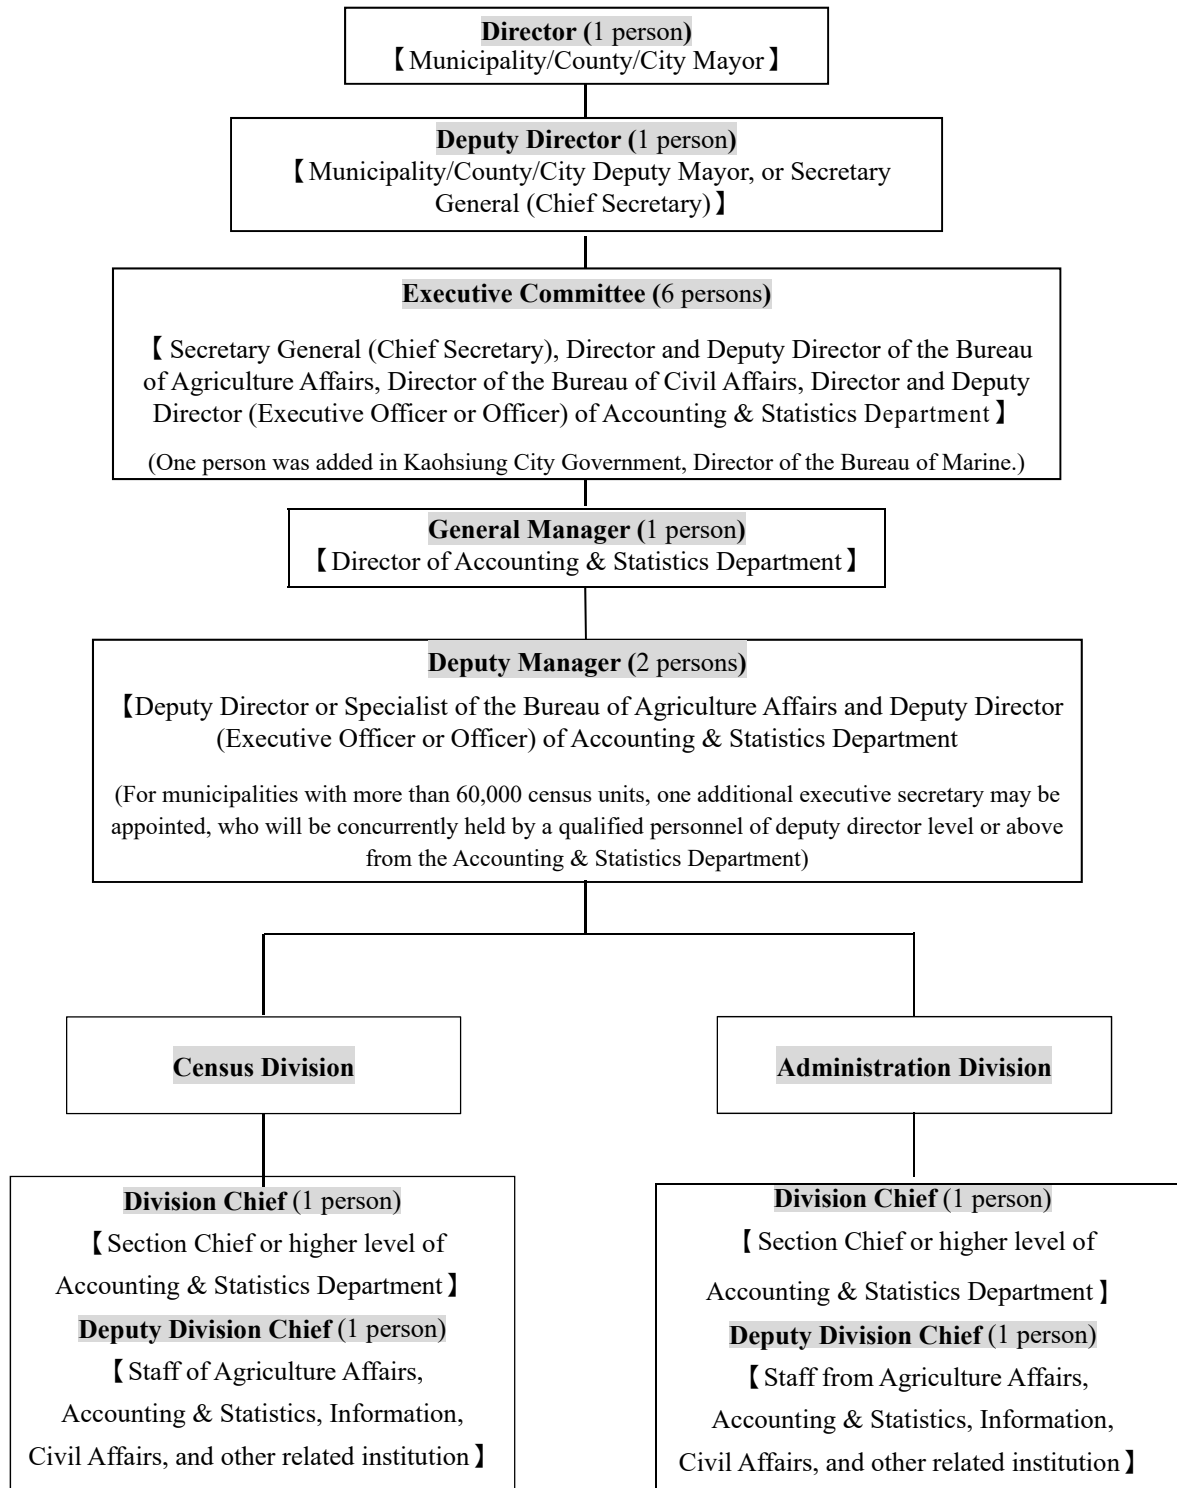 Director (1 person)
【Municipality/County/City Mayor】
Deputy Director (1 person)
【Municipality/County/City Deputy Mayor, or Secretary
General (Chief Secretary)】
Executive Committee (6 persons)
【 Secretary General (Chief Secretary), Director and Deputy Director of the Bureau
of Agriculture Affairs, Director of the Bureau of Civil Affairs, Director and Deputy
Director (Executive Officer or Officer) of Accounting & Statistics Department】
(One person was added in Kaohsiung City Government, Director of the Bureau of Marine.)
General Manager (1 person)
【Director of Accounting & Statistics Department】
Deputy Manager (2 persons)
【Deputy Director or Specialist of the Bureau of Agriculture Affairs and Deputy Director
(Executive Officer or Officer) of Accounting & Statistics Department
(For municipalities with more than 60,000 census units, one additional executive secretary may be
appointed, who will be concurrently held by a qualified personnel of deputy director level or above
from the Accounting & Statistics Department)
Census Division
Division Chief (1 person)
【Section Chief or higher level of
Accounting & Statistics Department】
Deputy Division Chief (1 person)
【Staff of Agriculture Affairs,
Accounting & Statistics, Information,
Civil Affairs, and other related institution】
Administration Division
Division Chief (1 person)
【Section Chief or higher level of
Accounting & Statistics Department】
Deputy Division Chief (1 person)
【Staff from Agriculture Affairs,
Accounting & Statistics, Information,
Civil Affairs, and other related institution】